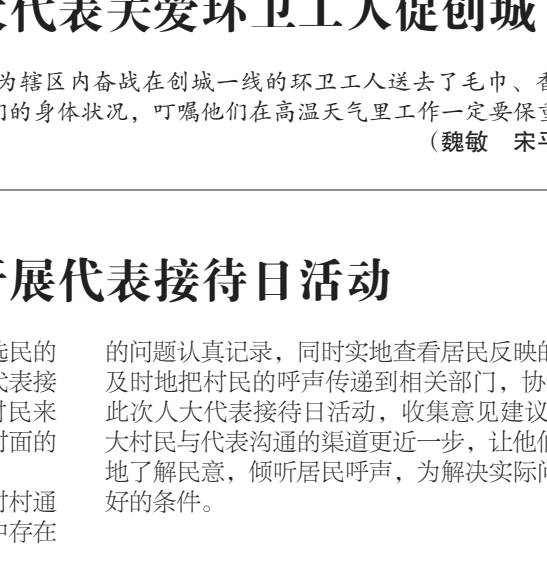 代表关爱环卫工人促创城
为辖区内奋战在创城一线的环卫工人送去了毛巾、香
们的身体状况，叮嘱他们在高温天气里工作一定要保重
（魏敏　宋平
展代表接待日活动
选民的
代表接
村民来
对面的
村村通
中存在
的问题认真记录，同时实地查看居民反映的
及时地把村民的呼声传递到相关部门，协
此次人大代表接待日活动，收集意见建议
大村民与代表沟通的渠道更近一步，让他们
地了解民意，倾听居民呼声，为解决实际问
好的条件。